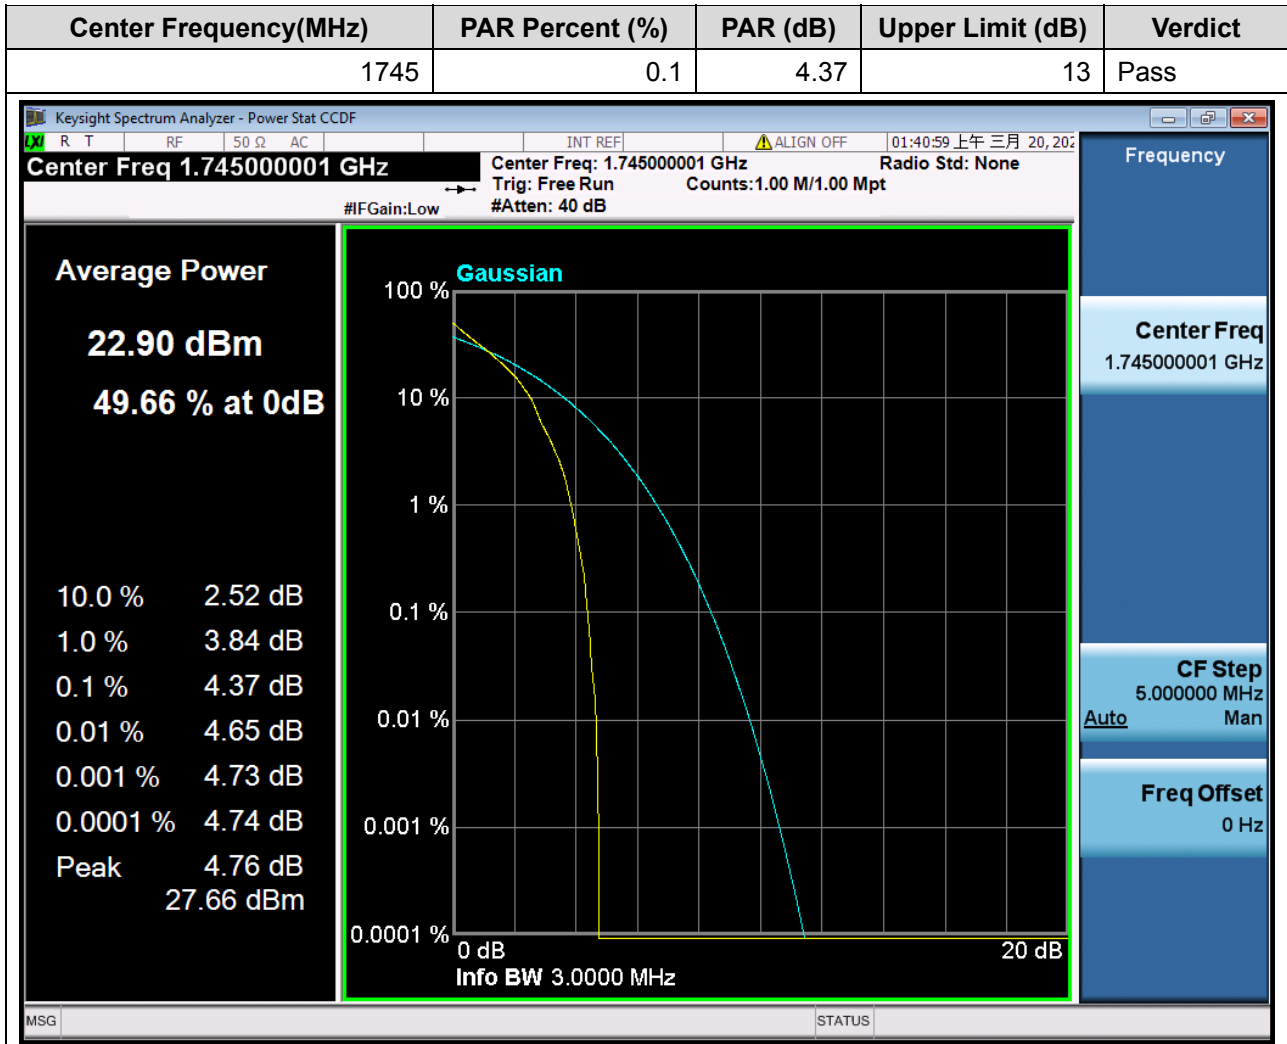 Center Frequency(MHz) PAR Percent (%) PAR (dB) Upper Limit (dB) Verdict
1745 0.1 4.37 13 Pass
Keysight Spectrum Analyzer - Power Stat CCDF
LXI R T RF 50 Ω AC INT REF ALIGN OFF 01:40:59 上午 三月 20, 202
Center Freq 1.745000001 GHz
Center Freq: 1.745000001 GHz Radio Std: None
Trig: Free Run Counts:1.00 M/1.00 Mpt
#IFGain:Low #Atten: 40 dB
Average Power
22.90 dBm
49.66 % at 0dB
10.0 % 2.52 dB
1.0 % 3.84 dB
0.1 % 4.37 dB
0.01 % 4.65 dB
0.001 % 4.73 dB
0.0001 % 4.74 dB
Peak 4.76 dB
27.66 dBm
Gaussian
100 %
10 %
1 %
0.1 %
0.01 %
0.001 %
0.0001 %
0 dB 20 dB
Info BW 3.0000 MHz
Frequency
Center Freq
1.745000001 GHz
CF Step
5.000000 MHz
Auto Man
Freq Offset
0 Hz
MSG STATUS